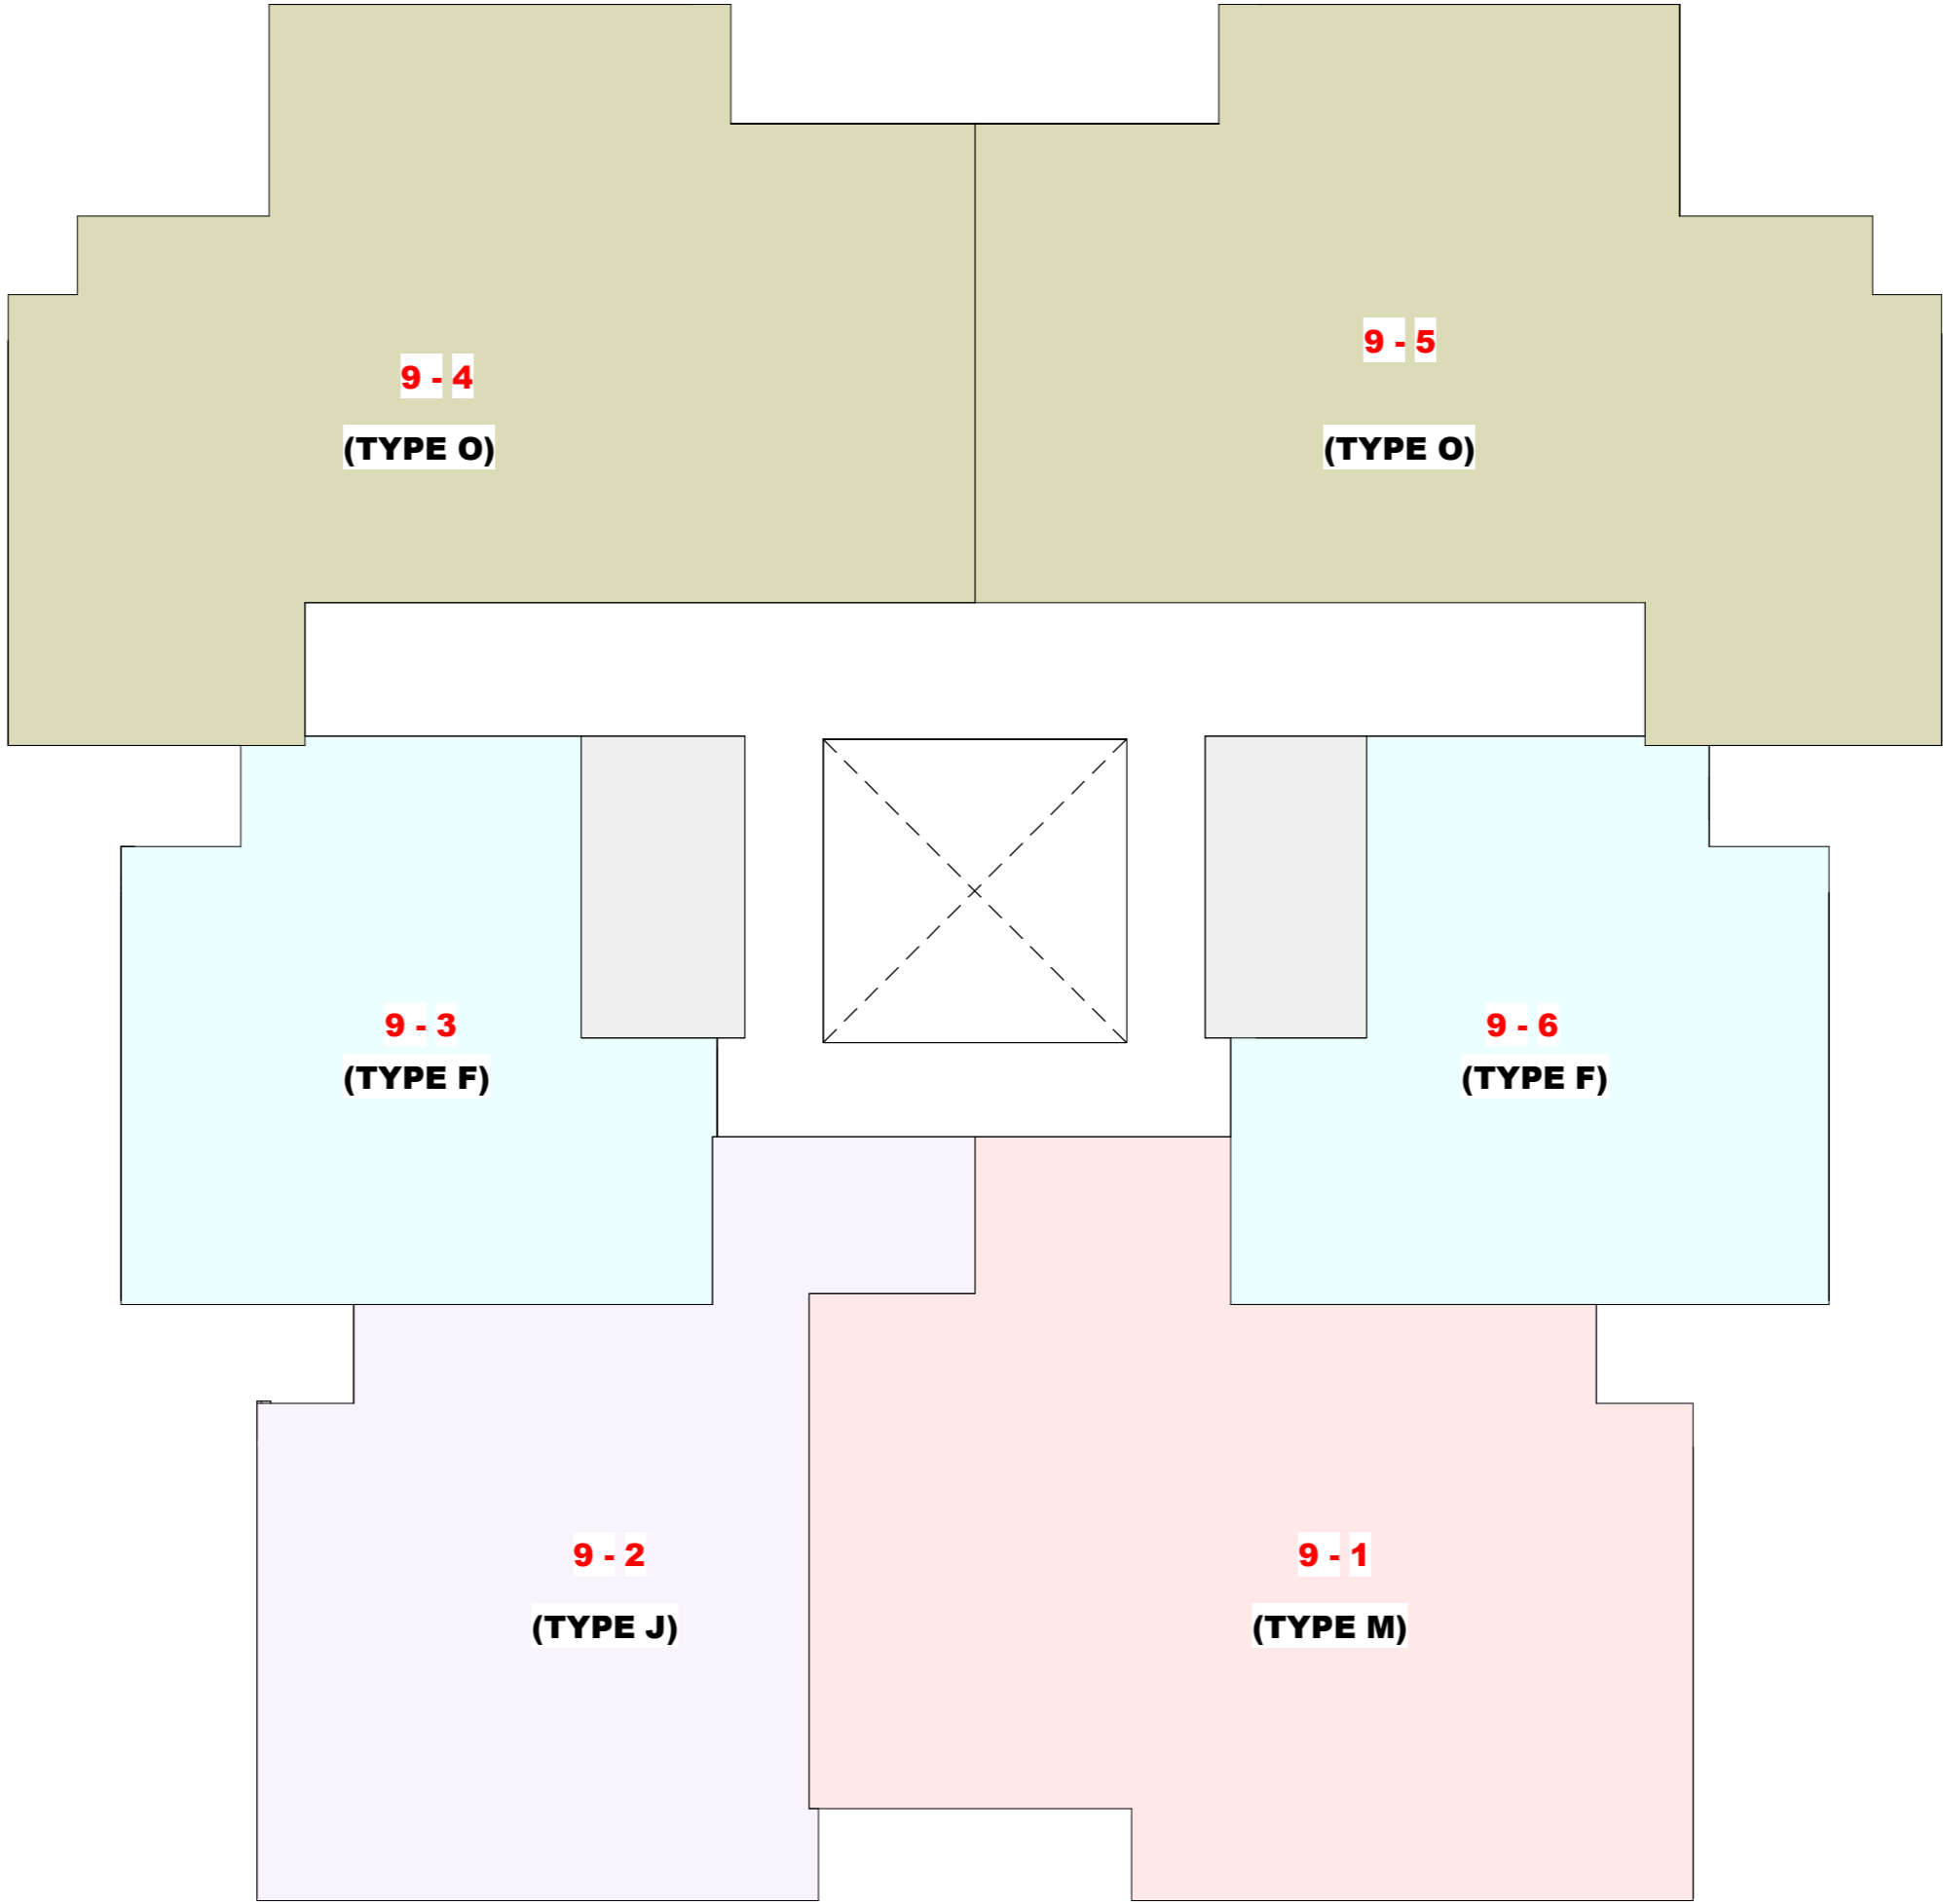 9 - 4
(TYPE O)
9 - 5
(TYPE O)
9 - 3
(TYPE F)
9 - 6
(TYPE F)
9 - 2
(TYPE J)
9 - 1
(TYPE M)